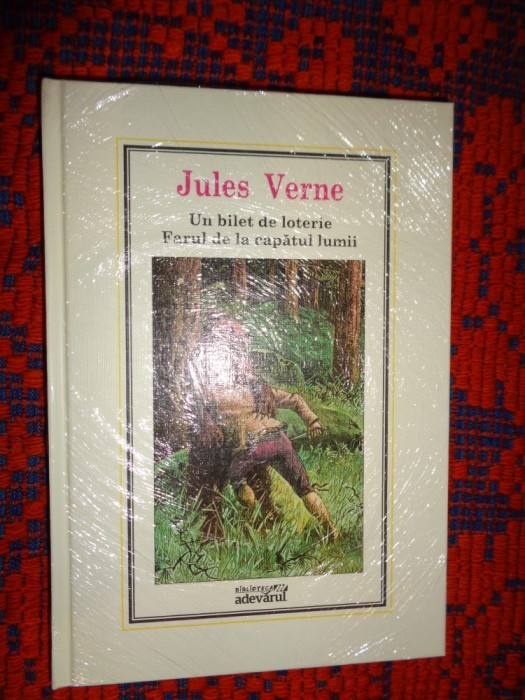 Jules Verne
Un bilet de loterie
Farul de la capătul lumii
BIBLIOTECA
adevărul